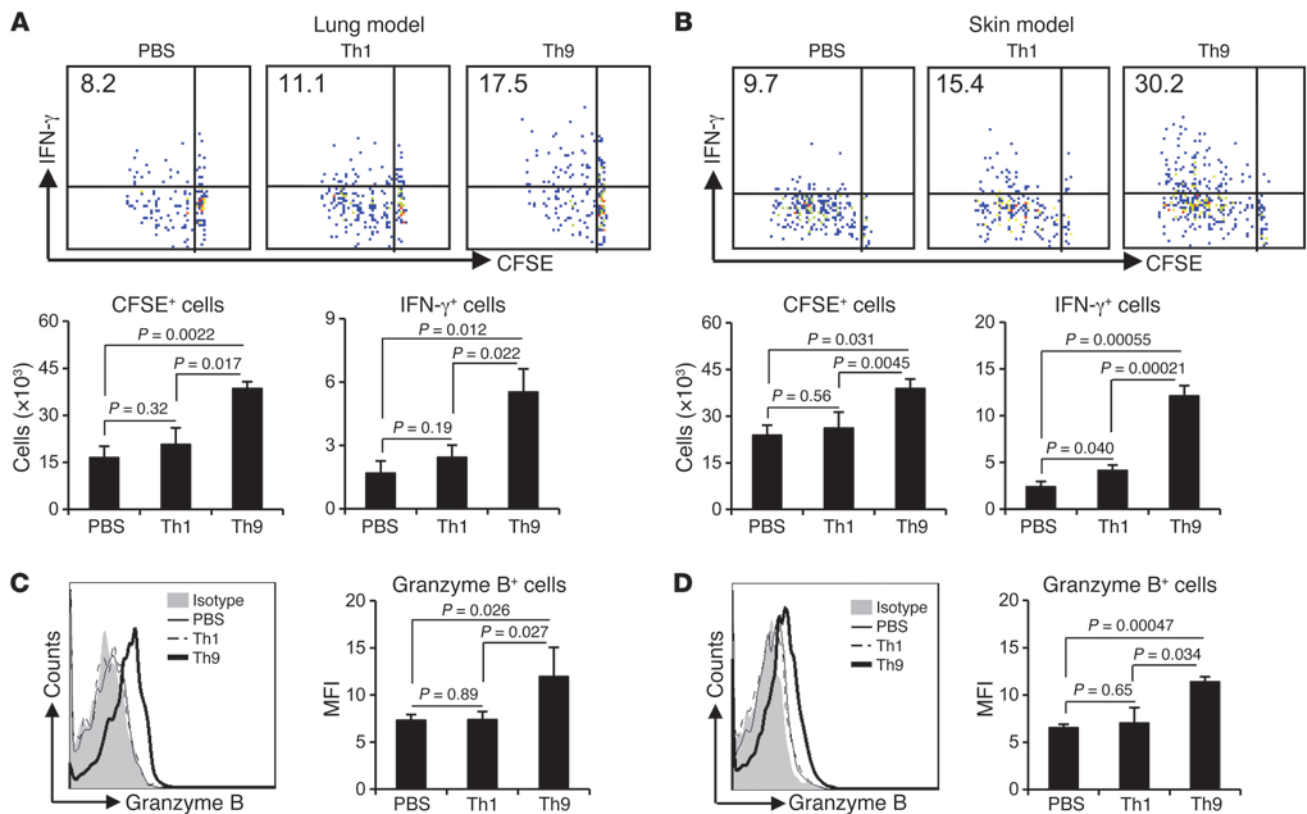 A
Lung model
PBS Th1 Th9
8.2 11.1 17.5
IFN-γ
CFSE
CFSE⁺ cells
Cells (×10³)
60
45
30
15
0
P = 0.0022
P = 0.017
P = 0.32
PBS Th1 Th9
IFN-γ⁺ cells
9
6
3
0
P = 0.012
P = 0.022
P = 0.19
PBS Th1 Th9
B
Skin model
PBS Th1 Th9
9.7 15.4 30.2
IFN-γ
CFSE
CFSE⁺ cells
Cells (×10³)
60
45
30
15
0
P = 0.031
P = 0.0045
P = 0.56
PBS Th1 Th9
IFN-γ⁺ cells
20
15
10
5
0
P = 0.00055
P = 0.00021
P = 0.040
PBS Th1 Th9
C
Counts
Isotype
PBS
Th1
Th9
Granzyme B
Granzyme B⁺ cells
MFI
20
15
10
5
0
P = 0.026
P = 0.027
P = 0.89
PBS Th1 Th9
D
Counts
Isotype
PBS
Th1
Th9
Granzyme B
Granzyme B⁺ cells
MFI
20
15
10
5
0
P = 0.00047
P = 0.034
P = 0.65
PBS Th1 Th9